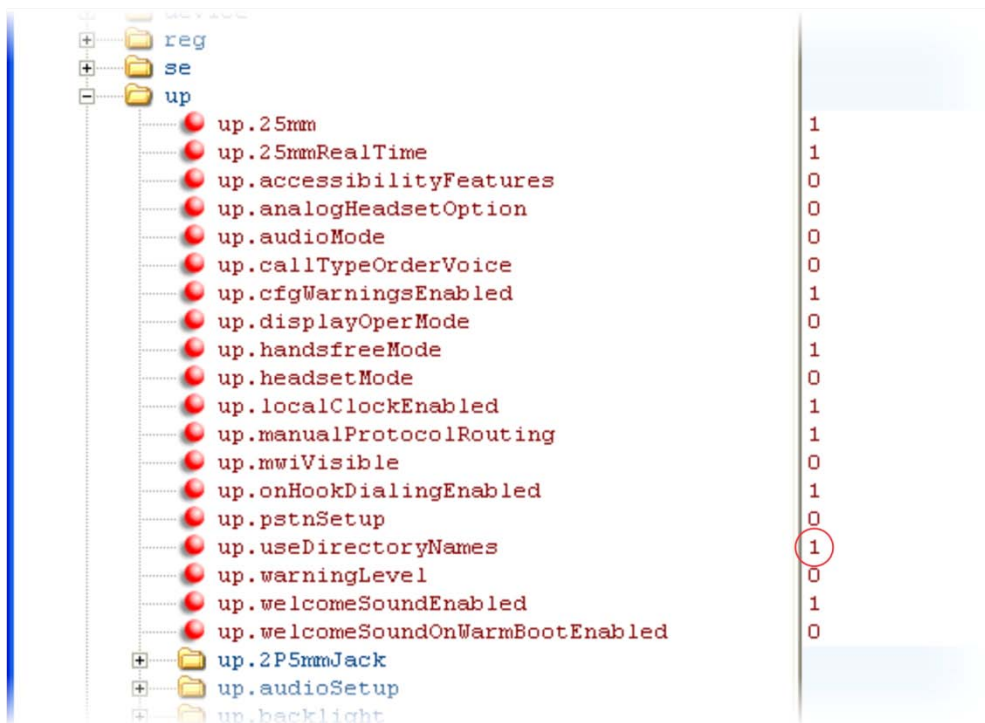 device
reg
se
up
up.25mm 1
up.25mmRealTime 1
up.accessibilityFeatures 0
up.analogHeadsetOption 0
up.audioMode 0
up.callTypeOrderVoice 0
up.cfgWarningsEnabled 1
up.displayOperMode 0
up.handsfreeMode 1
up.headsetMode 0
up.localClockEnabled 1
up.manualProtocolRouting 1
up.mwiVisible 0
up.onHookDialingEnabled 1
up.pstnSetup 0
up.useDirectoryNames 1
up.warningLevel 0
up.welcomeSoundEnabled 1
up.welcomeSoundOnWarmBootEnabled 0
up.2P5mmJack
up.audioSetup
up.backlight